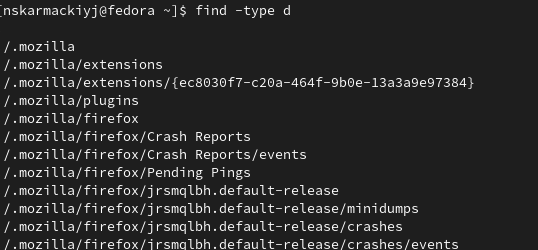 [nskarmackiyj@fedora ~]$ find -type d
/.mozilla
/.mozilla/extensions
/.mozilla/extensions/{ec8030f7-c20a-464f-9b0e-13a3a9e97384}
/.mozilla/plugins
/.mozilla/firefox
/.mozilla/firefox/Crash Reports
/.mozilla/firefox/Crash Reports/events
/.mozilla/firefox/Pending Pings
/.mozilla/firefox/jrsmqlbh.default-release
/.mozilla/firefox/jrsmqlbh.default-release/minidumps
/.mozilla/firefox/jrsmqlbh.default-release/crashes
/.mozilla/firefox/jrsmqlbh.default-release/crashes/events